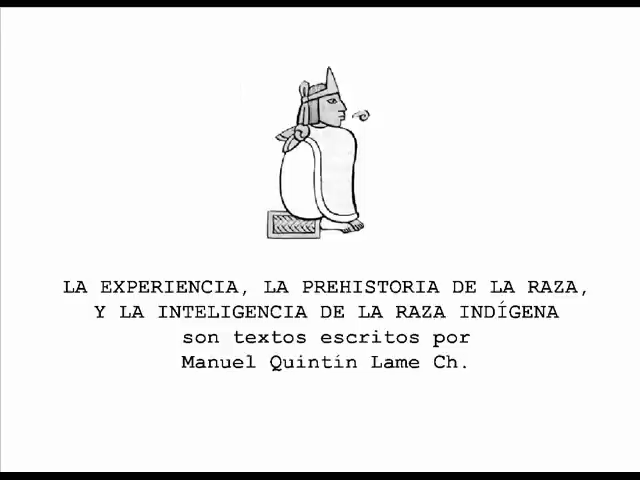 LA EXPERIENCIA, LA PREHISTORIA DE LA RAZA,
Y LA INTELIGENCIA DE LA RAZA INDÍGENA
son textos escritos por
Manuel Quintín Lame Ch.